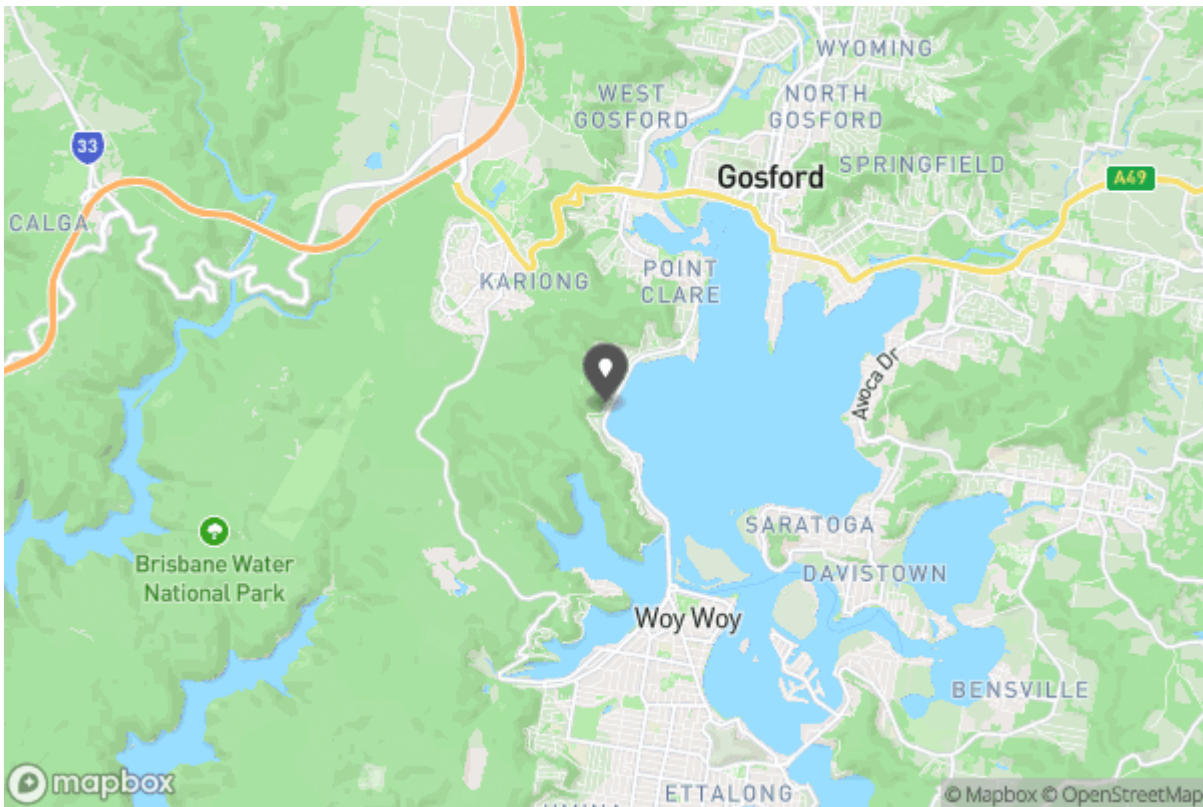 WYOMING
WEST
GOSFORD
NORTH
GOSFORD
33
SPRINGFIELD
Gosford
A49
CALGA
KARIONG
POINT
CLARE
Avoca Dr
SARATOGA
Brisbane Water
National Park
DAVISTOWN
Woy Woy
BENSVILLE
mapbox
ETTALONG
© Mapbox © OpenStreetMap